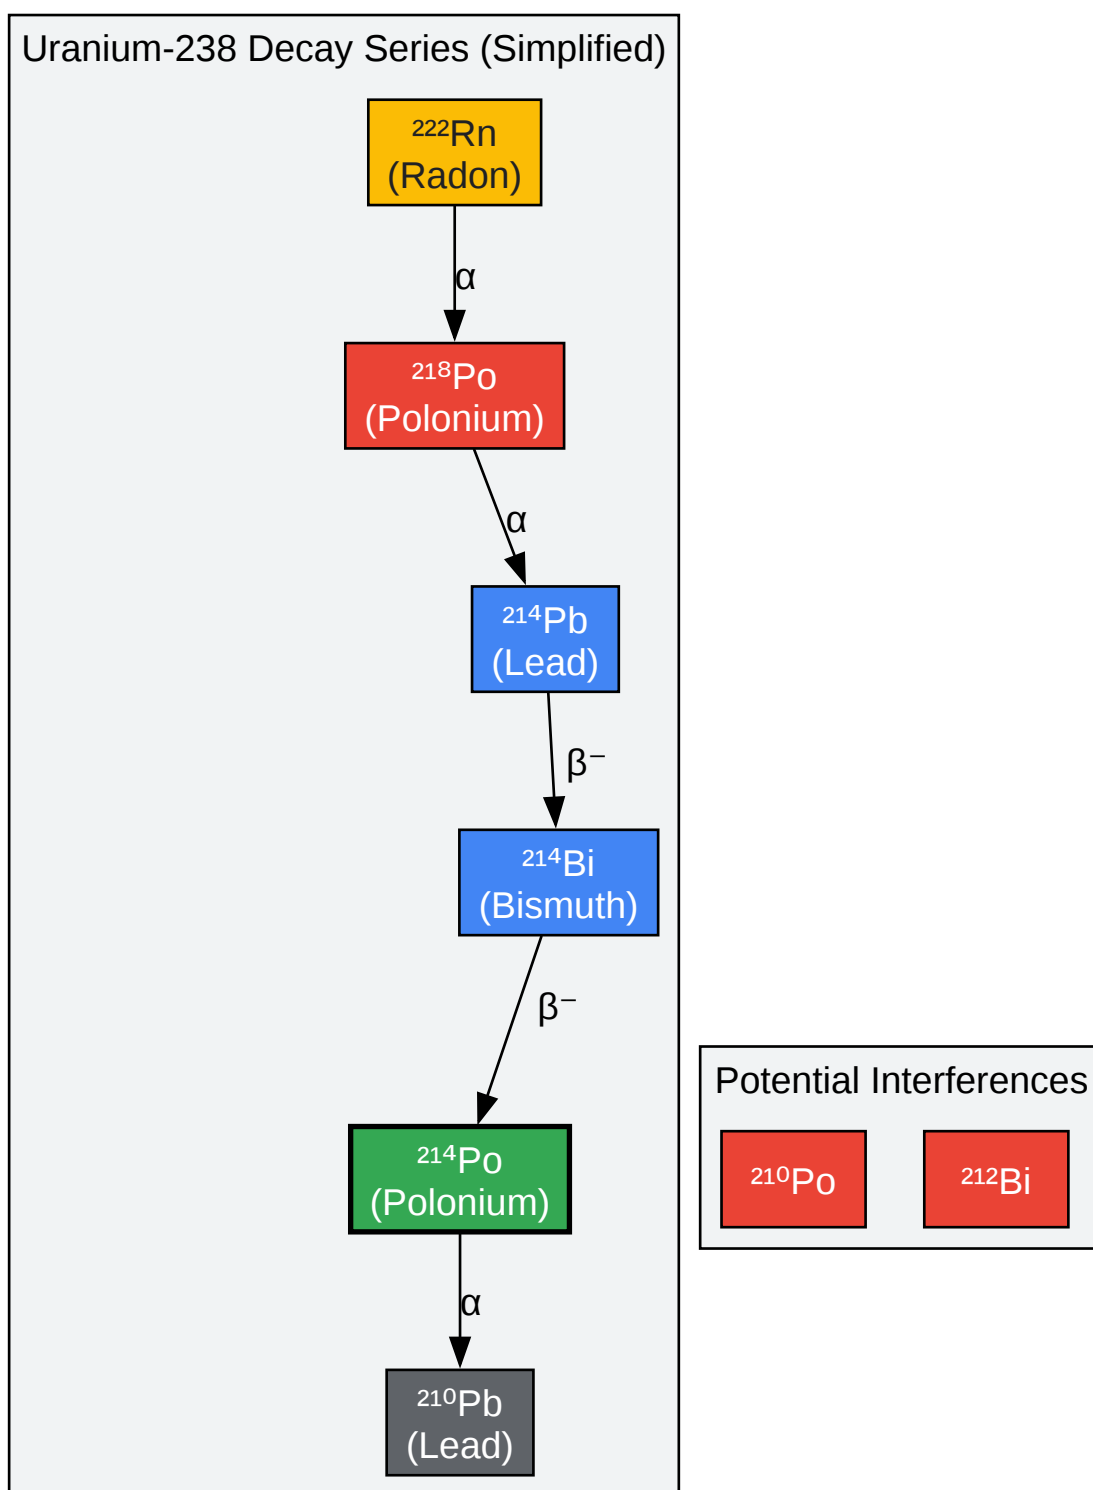 Uranium-238 Decay Series (Simplified)
²²²Rn
(Radon)
α
²¹⁸Po
(Polonium)
α
²¹⁴Pb
(Lead)
β⁻
²¹⁴Bi
(Bismuth)
β⁻
²¹⁴Po
(Polonium)
α
²¹⁰Pb
(Lead)
Potential Interferences
²¹⁰Po
²¹²Bi